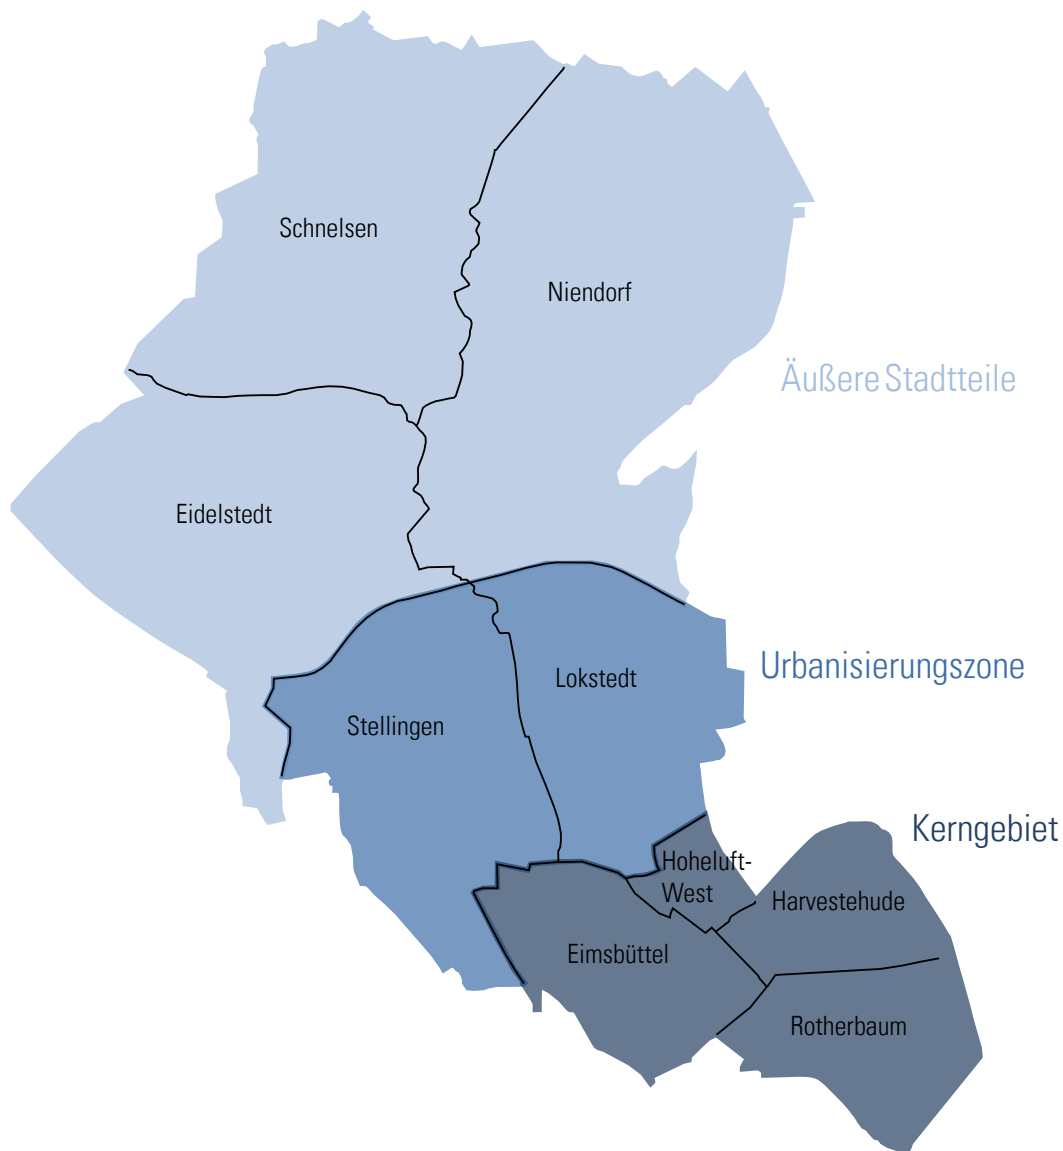 Schnelsen
Niendorf
Äußere Stadtteile
Eidelstedt
Urbanisierungszone
Lokstedt
Stellingen
Kerngebiet
Hoheluft-
West
Harvestehude
Eimsbüttel
Rotherbaum